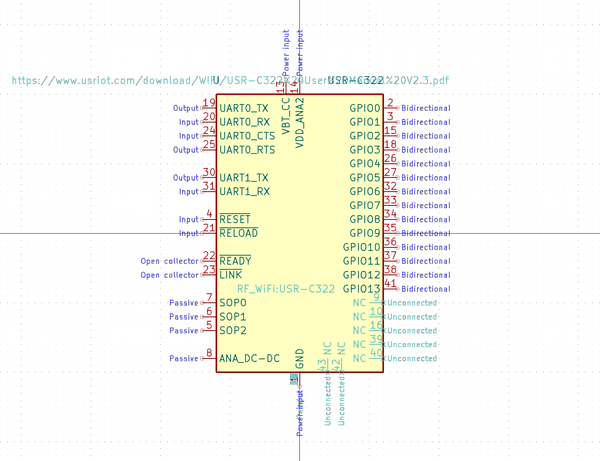 Power input
Power input
https://www.usriot.com/download/WIFI/USR-C322%20User%20Manual%20V2.3.pdf
U
USR-C322
13
14
VBT_CC
VDD_ANA2
Output 19 UART0_TX
Input 20 UART0_RX
Input 24 UART0_CTS
Output 25 UART0_RTS
Output 30 UART1_TX
Input 31 UART1_RX
Input 4 RESET
Input 21 RELOAD
Open collector 22 READY
Open collector 23 LINK
Passive 7 SOP0
Passive 6 SOP1
Passive 5 SOP2
Passive 8 ANA_DC-DC
GPIO0 2 Bidirectional
GPIO1 3 Bidirectional
GPIO2 15 Bidirectional
GPIO3 18 Bidirectional
GPIO4 26 Bidirectional
GPIO5 27 Bidirectional
GPIO6 32 Bidirectional
GPIO7 33 Bidirectional
GPIO8 34 Bidirectional
GPIO9 35 Bidirectional
GPIO10 36 Bidirectional
GPIO11 37 Bidirectional
GPIO12 38 Bidirectional
GPIO13 41 Bidirectional
RF_WiFi:USR-C322
NC 9 Unconnected
NC 10 Unconnected
NC 16 Unconnected
NC 39 Unconnected
NC 40 Unconnected
GND
Power input
43 NC
Unconnected
42 NC
Unconnected